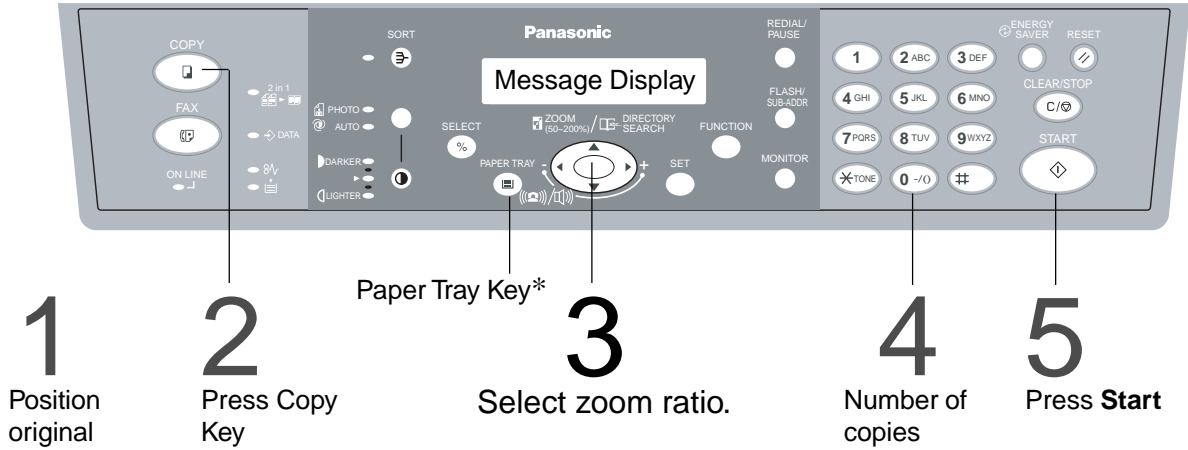 COPY
FAX
ON LINE
2 in 1
DATA
SORT
PHOTO
AUTO
DARKER
LIGHTER
Panasonic
Message Display
SELECT
%
ZOOM
(50~200%)
/
DIRECTORY
SEARCH
PAPER TRAY
-
+
SET
FUNCTION
REDIAL/
PAUSE
FLASH/
SUB-ADDR
MONITOR
1
2 ABC
3 DEF
4 GHI
5 JKL
6 MNO
7 PQRS
8 TUV
9 WXYZ
TONE
0 -/()
#
ENERGY
SAVER
RESET
CLEAR/STOP
C/
START
Paper Tray Key*
1
Position
original
2
Press Copy
Key
3
Select zoom ratio.
4
Number of
copies
5
Press Start